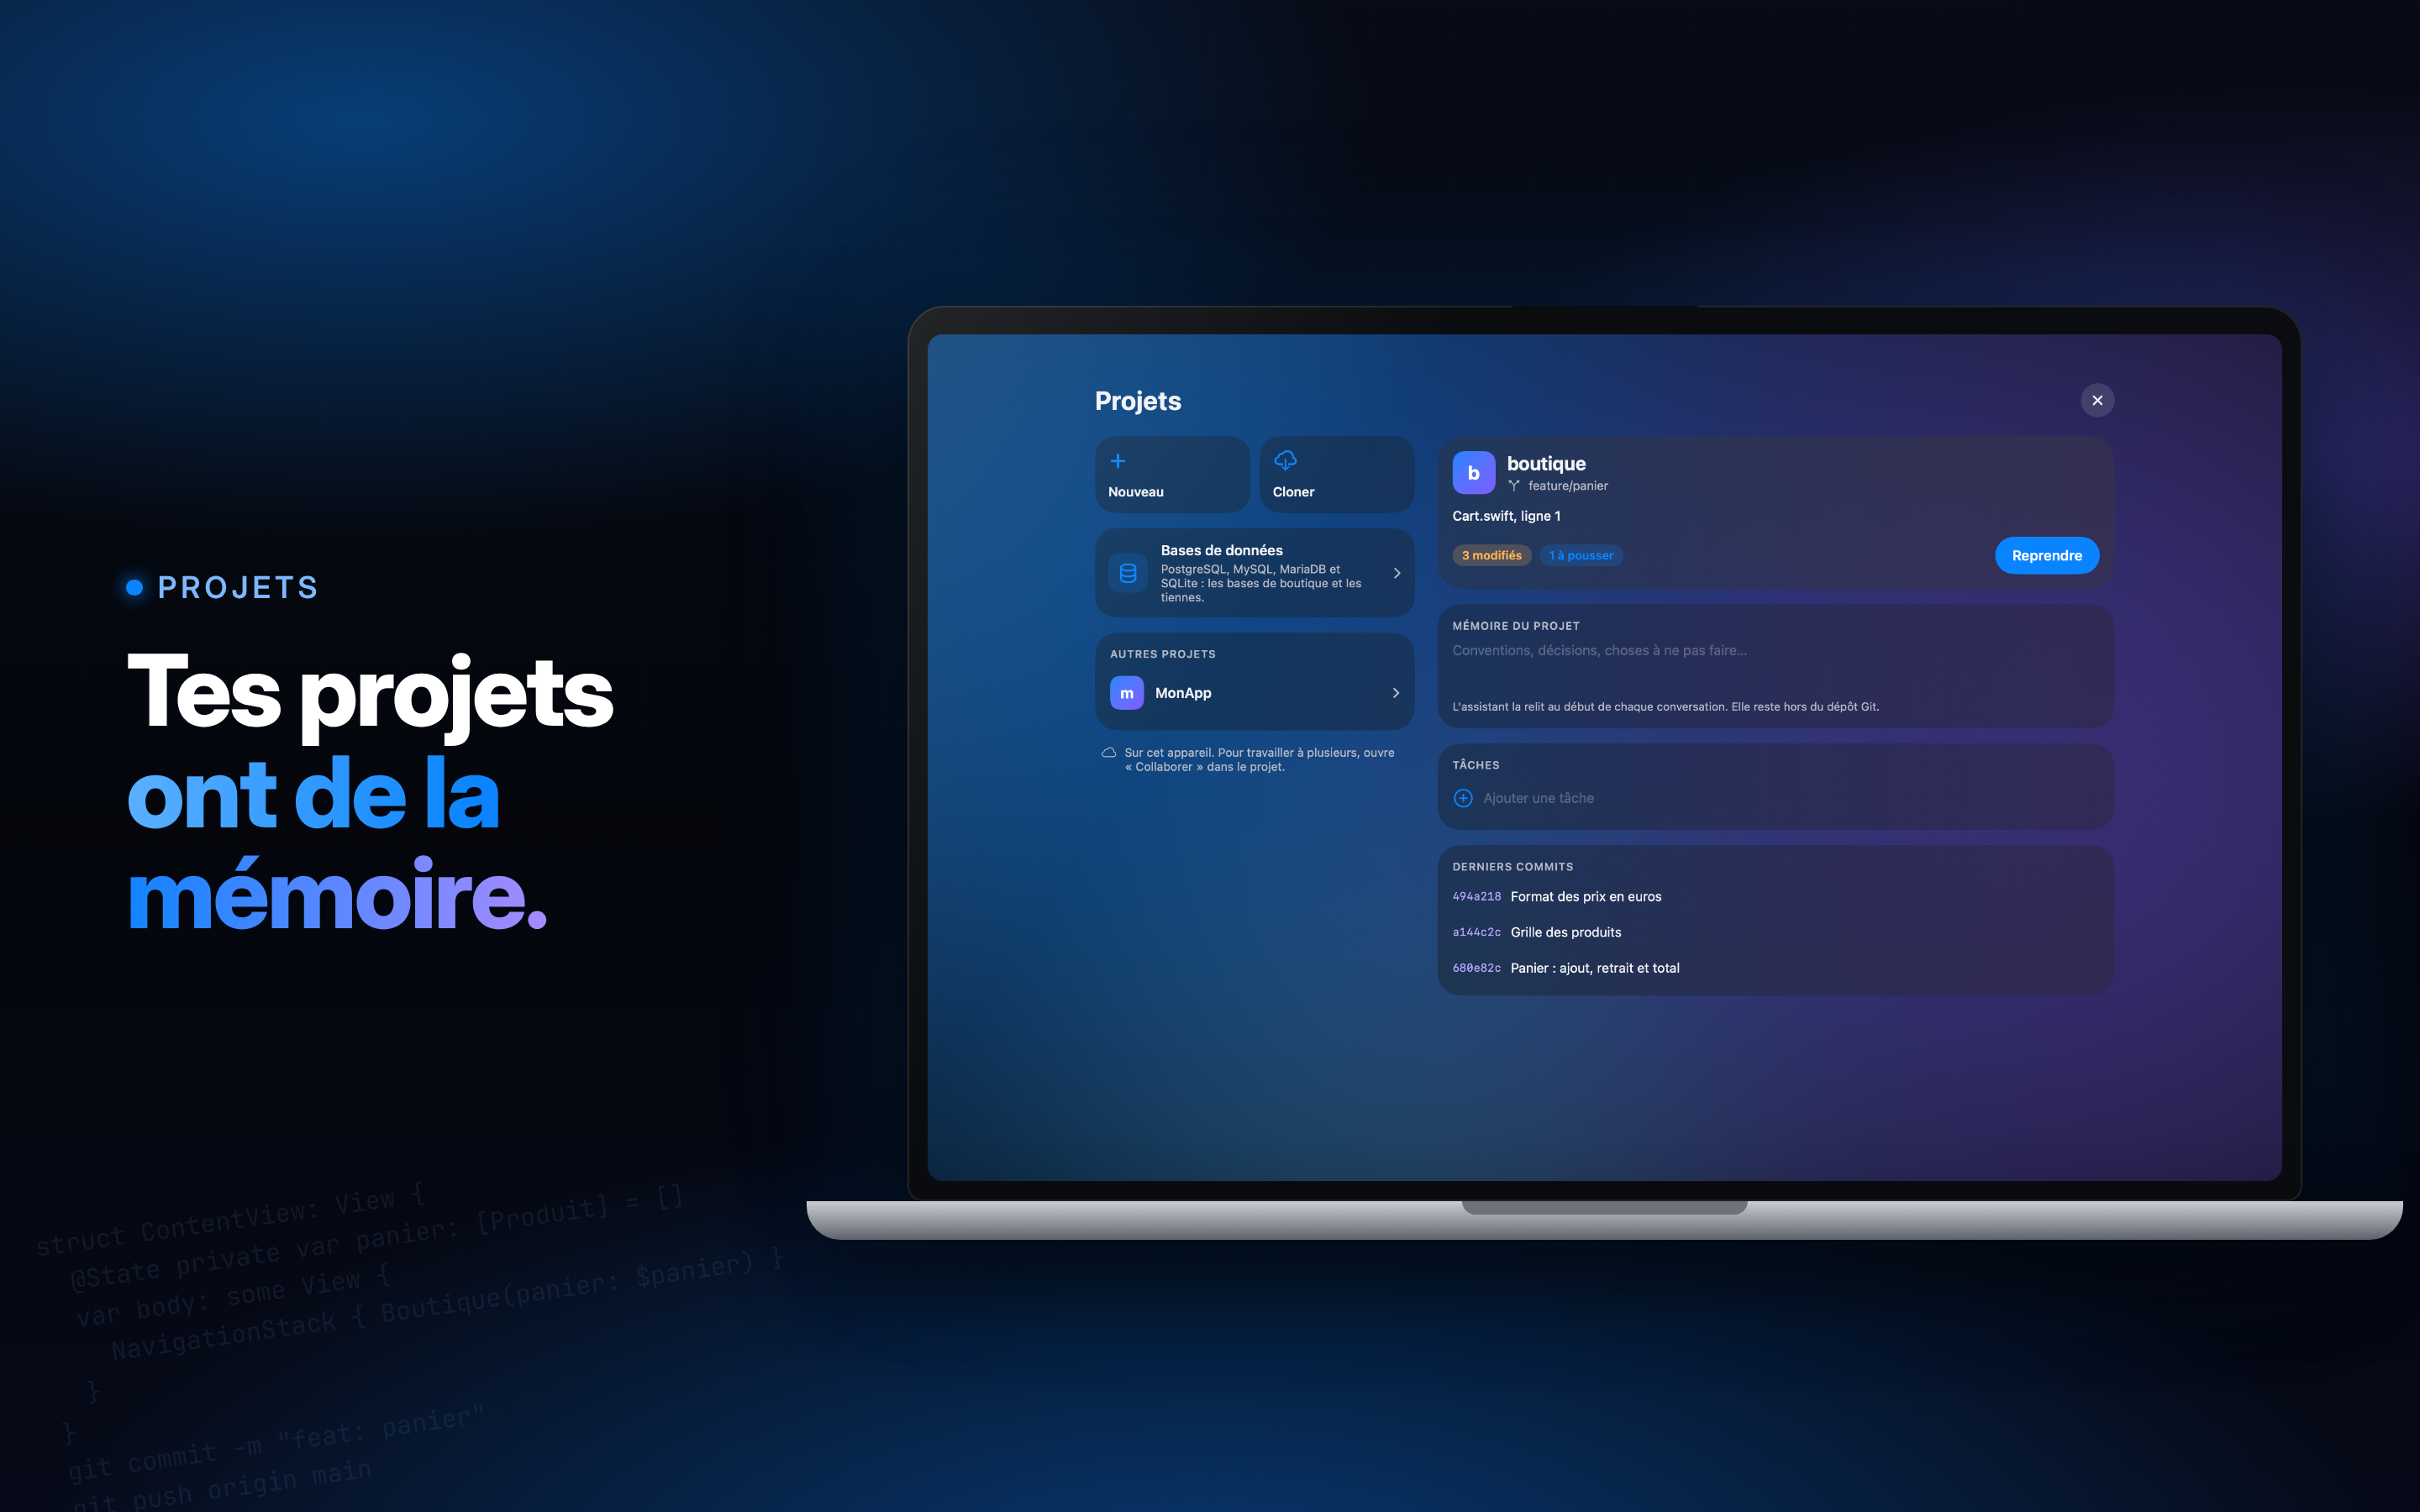 PROJETS
Tes projets
ont de la
mémoire.
struct ContentView: View {
@State private var panier: [Produit] = []
var body: some View {
NavigationStack { Boutique(panier: $panier) }
}
}
git commit -m "feat: panier"
git push origin main
Projets
Nouveau
Cloner
Bases de données
PostgreSQL, MySQL, MariaDB et
SQLite : les bases de boutique et les
tiennes.
AUTRES PROJETS
m
MonApp
Sur cet appareil. Pour travailler à plusieurs, ouvre
« Collaborer » dans le projet.
b
boutique
feature/panier
Cart.swift, ligne 1
3 modifiés
1 à pousser
Reprendre
MÉMOIRE DU PROJET
Conventions, décisions, choses à ne pas faire...
L'assistant la relit au début de chaque conversation. Elle reste hors du dépôt Git.
TÂCHES
Ajouter une tâche
DERNIERS COMMITS
494a218 Format des prix en euros
a144c2c Grille des produits
680e82c Panier : ajout, retrait et total